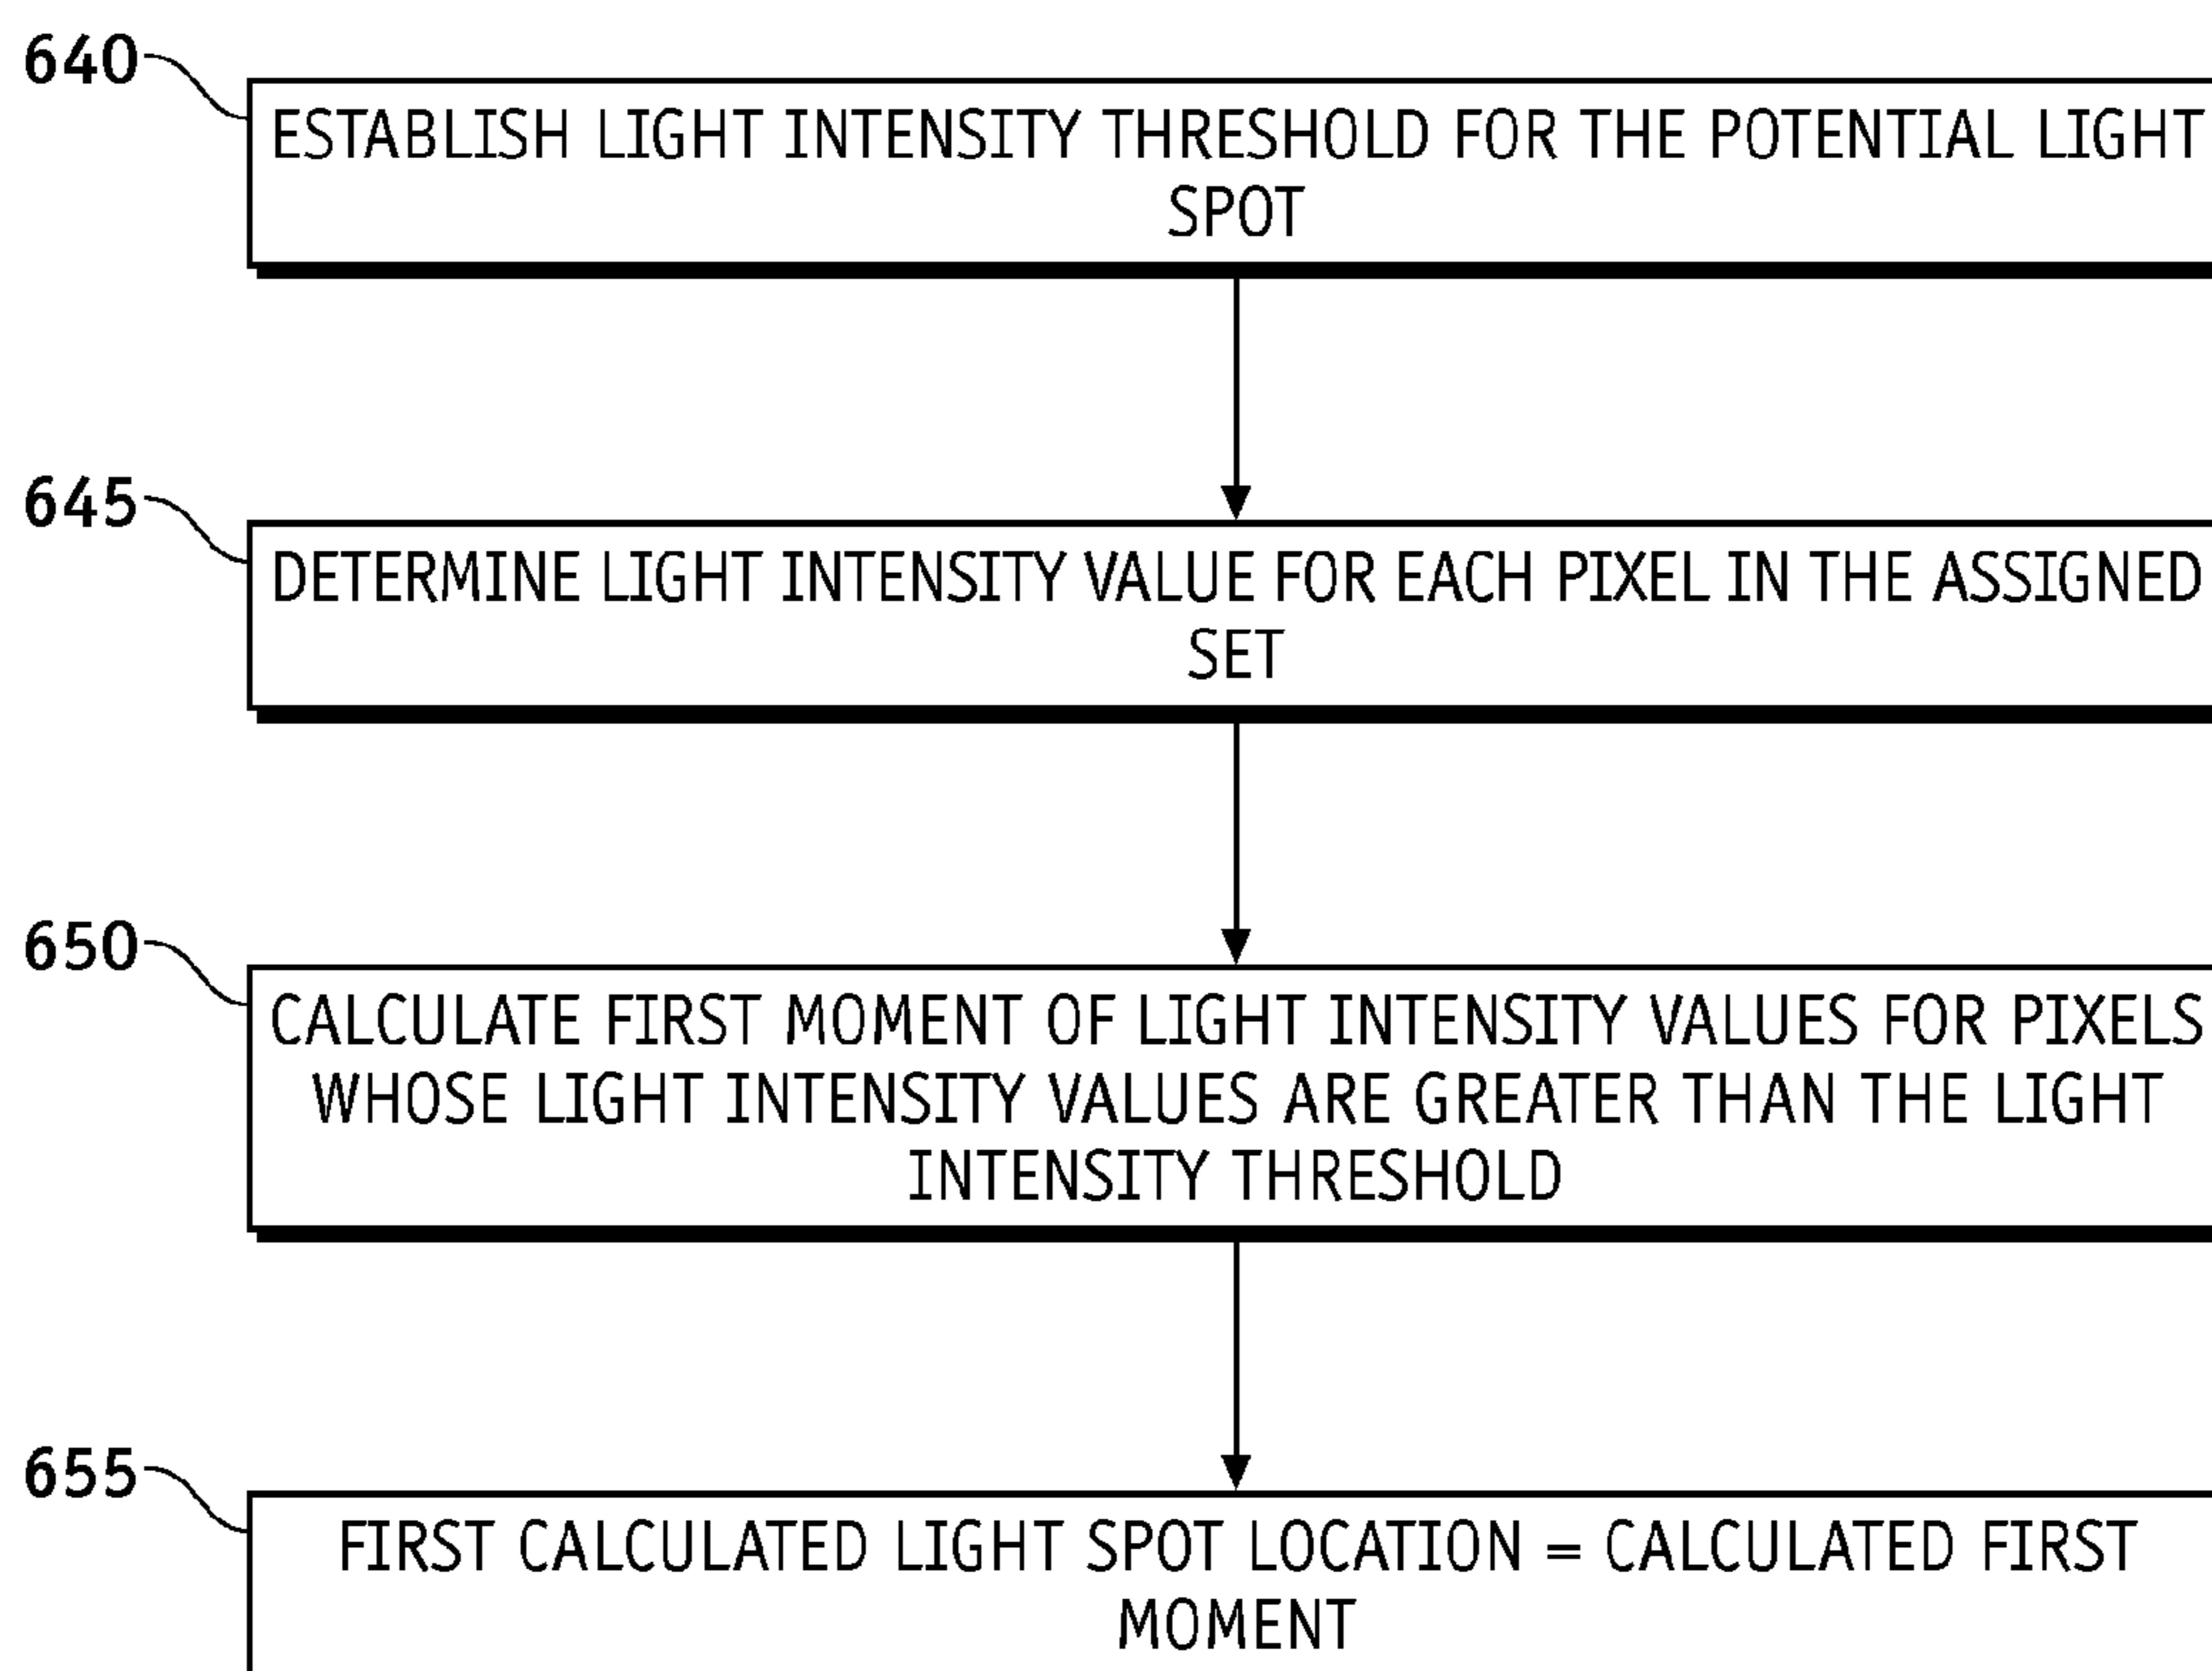 640
ESTABLISH LIGHT INTENSITY THRESHOLD FOR THE POTENTIAL LIGHT
SPOT
645
DETERMINE LIGHT INTENSITY VALUE FOR EACH PIXEL IN THE ASSIGNED
SET
650
CALCULATE FIRST MOMENT OF LIGHT INTENSITY VALUES FOR PIXELS
WHOSE LIGHT INTENSITY VALUES ARE GREATER THAN THE LIGHT
INTENSITY THRESHOLD
655
FIRST CALCULATED LIGHT SPOT LOCATION = CALCULATED FIRST
MOMENT